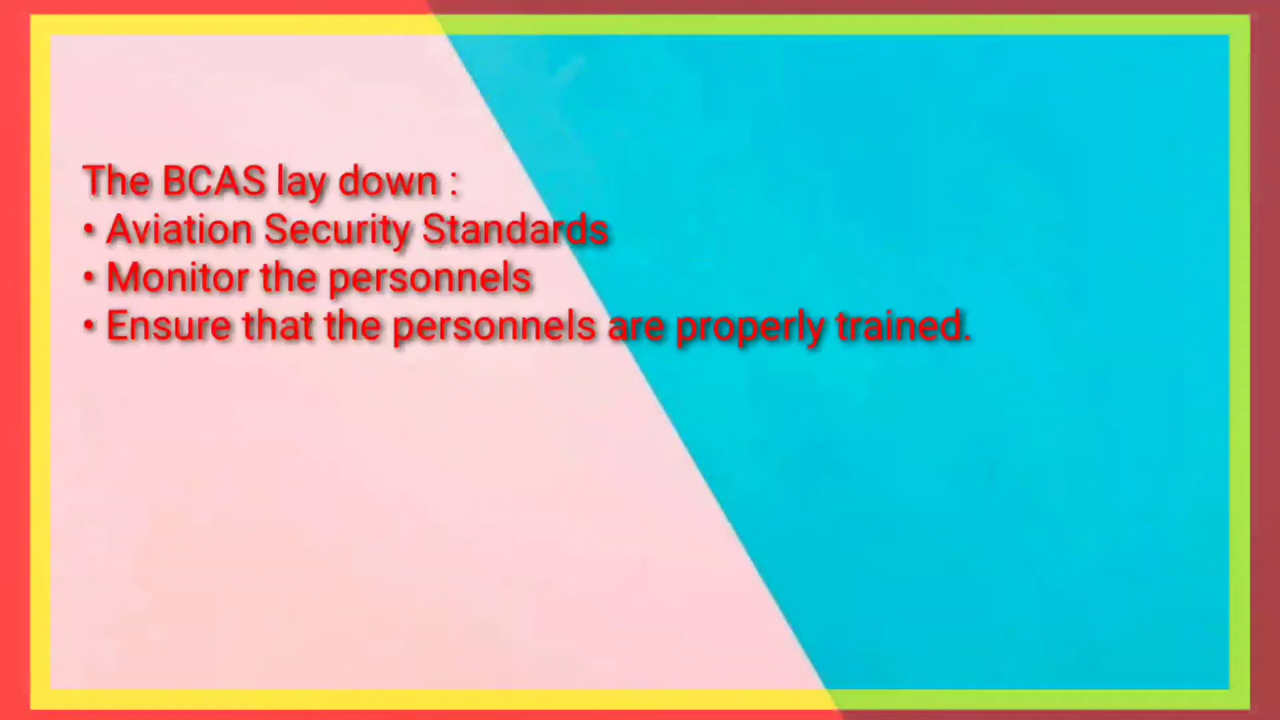 The BCAS lay down :
• Aviation Security Standards
• Monitor the personnels
• Ensure that the personnels are properly trained.